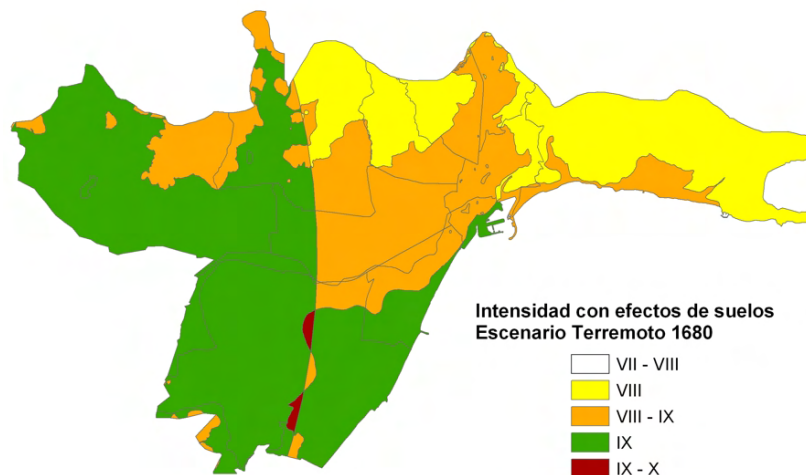 Intensidad con efectos de suelos
Escenario Terremoto 1680
VII - VIII
VIII
VIII - IX
IX
IX - X